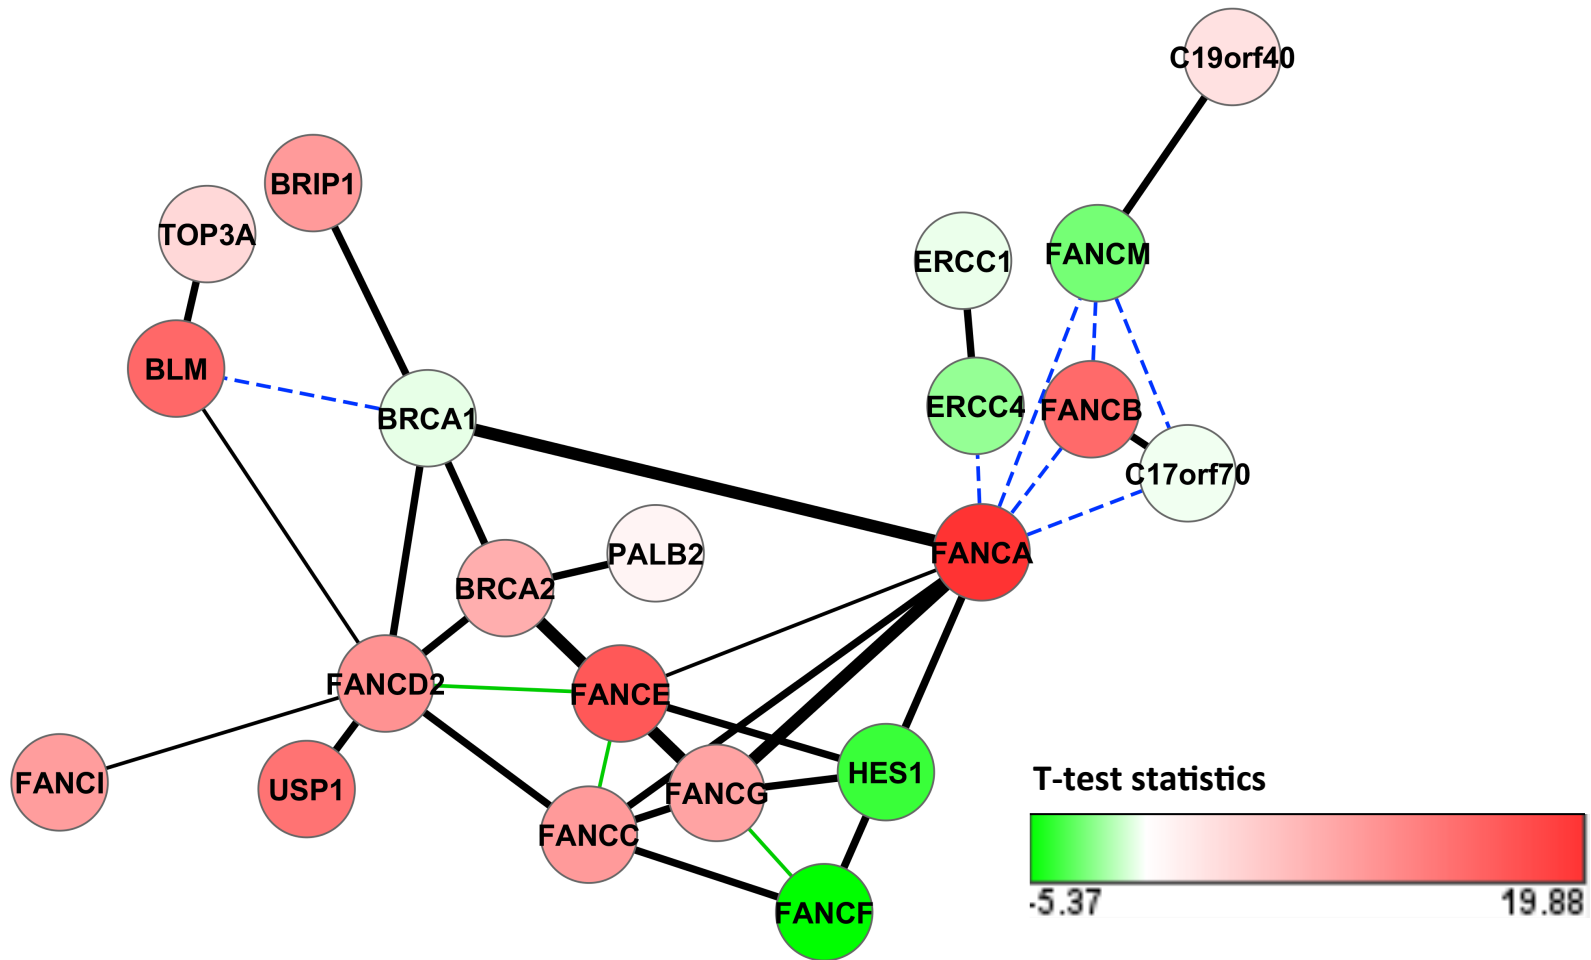 C19orf40
BRIP1
TOP3A
ERCC1
FANCM
BLM
BRCA1
ERCC4
FANCB
C17orf70
PALB2
FANCA
BRCA2
FANCD2
FANCE
FANCI
USP1
FANCG
HES1
FANCC
FANCF
T-test statistics
-5.37
19.88